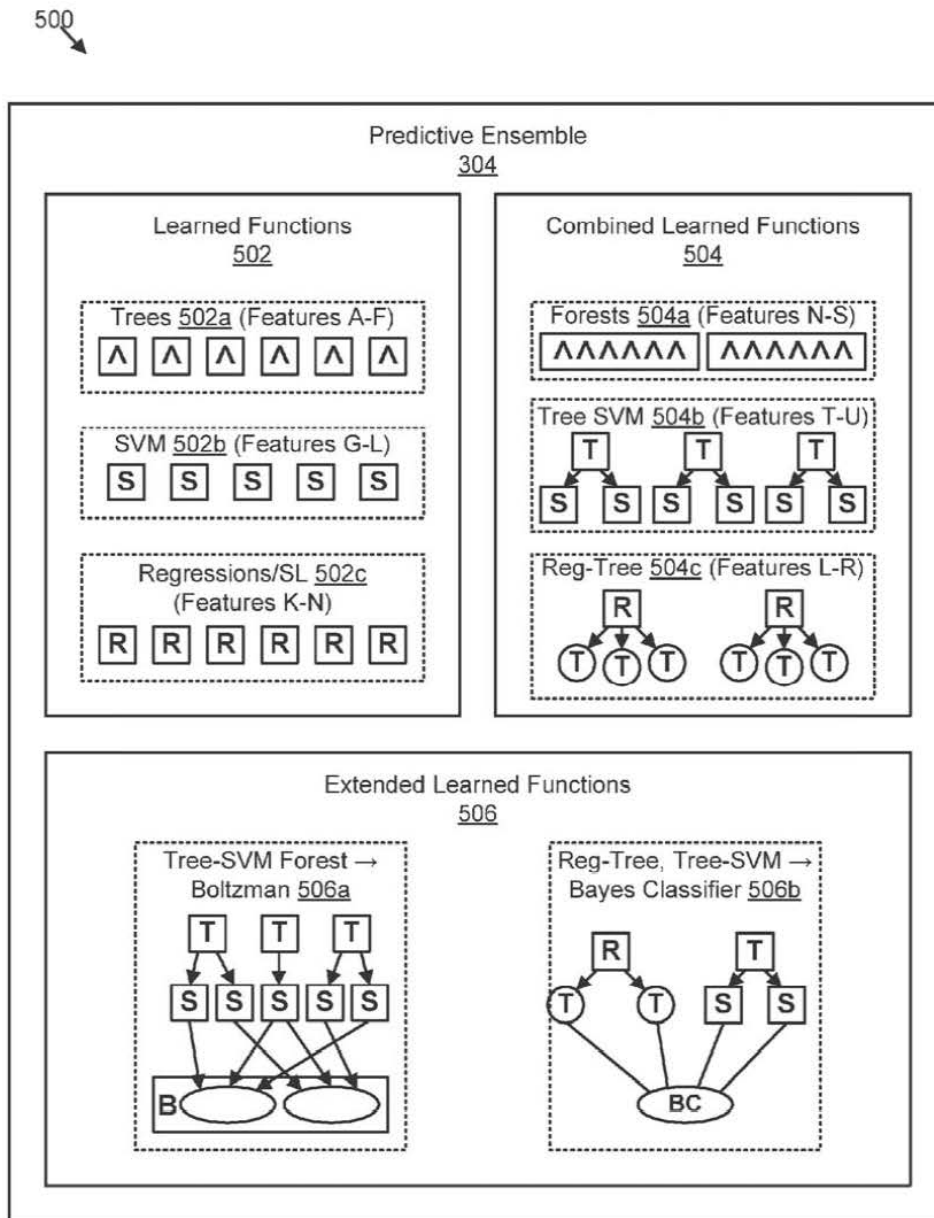 500
Predictive Ensemble
304
Learned Functions
502
Trees 502a (Features A-F)
Λ Λ Λ Λ Λ Λ
SVM 502b (Features G-L)
S S S S S
Regressions/SL 502c
(Features K-N)
R R R R R R
Combined Learned Functions
504
Forests 504a (Features N-S)
ΛΛΛΛΛΛ ΛΛΛΛΛΛ
Tree SVM 504b (Features T-U)
T T T
S S S S S S
Reg-Tree 504c (Features L-R)
R R
T T T T T T
Extended Learned Functions
506
Tree-SVM Forest →
Boltzman 506a
T T T
S S S S S
B
Reg-Tree, Tree-SVM →
Bayes Classifier 506b
R T
T T S S
BC